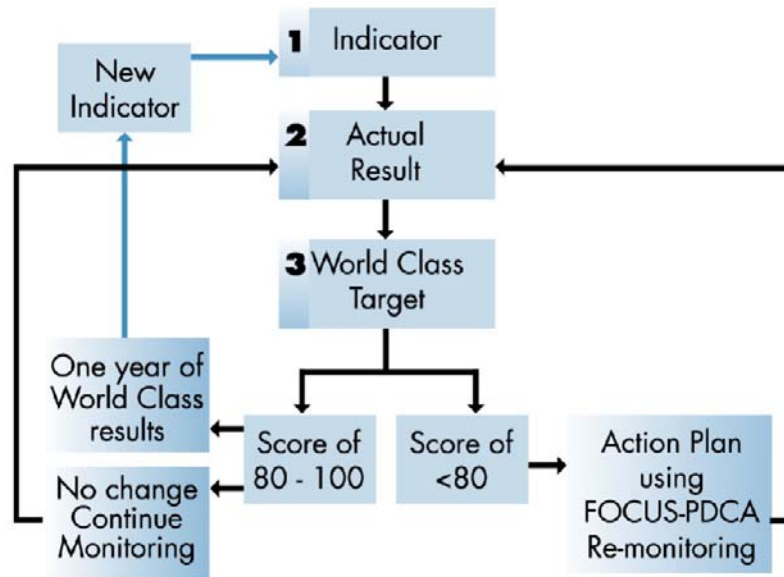 1 Indicator
New
Indicator
2 Actual
Result
3 World Class
Target
One year of
World Class
results
Score of
80 - 100
Score of
<80
Action Plan
using
FOCUS-PDCA
Re-monitoring
No change
Continue
Monitoring